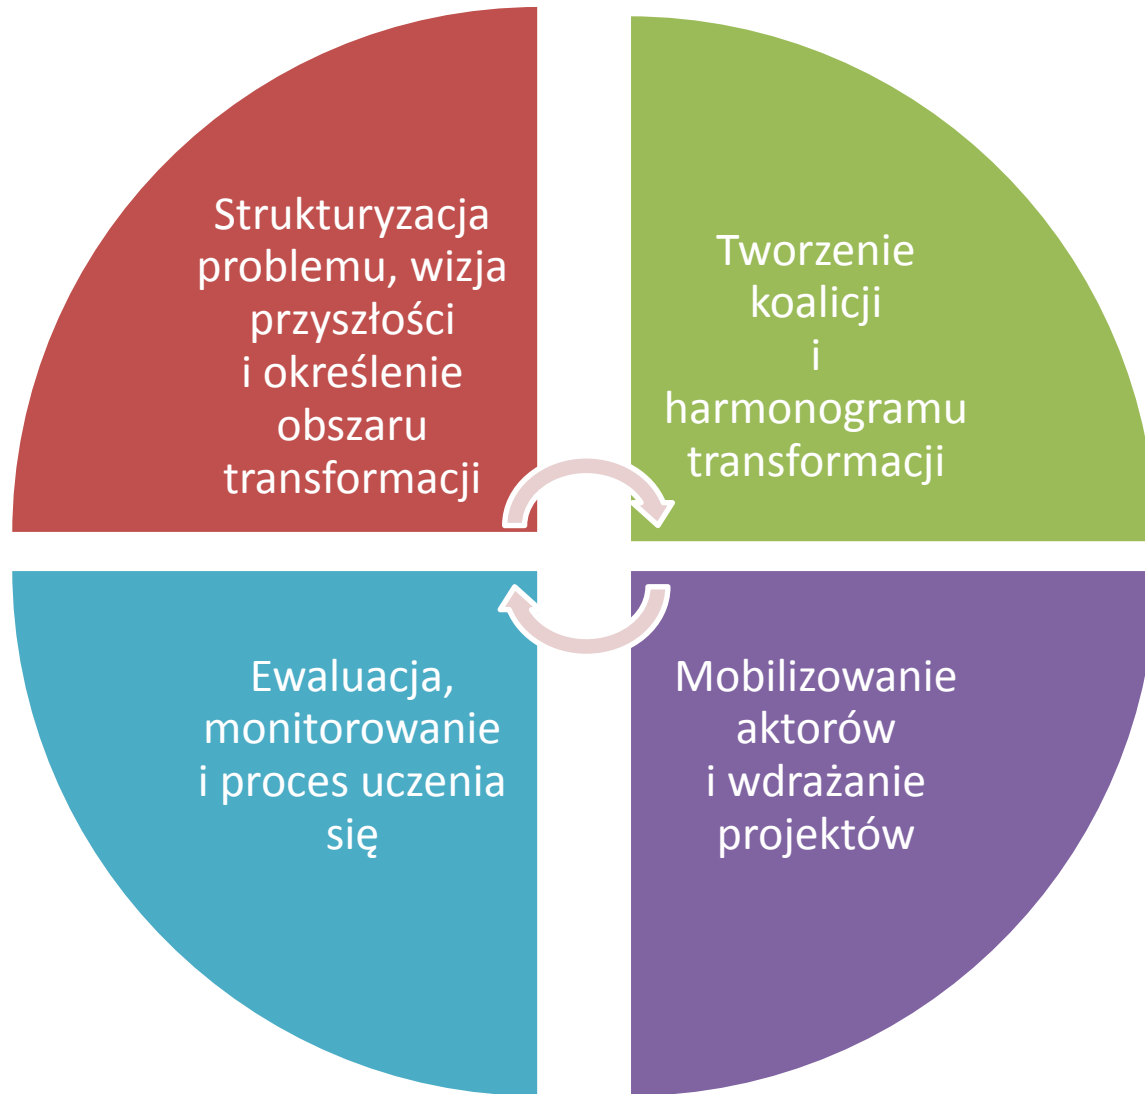 Strukturyzacja
problemu, wizja
przyszłości
i określenie
obszaru
transformacji
Tworzenie
koalicji
i
harmonogramu
transformacji
Ewaluacja,
monitorowanie
i proces uczenia
się
Mobilizowanie
aktorów
i wdrażanie
projektów